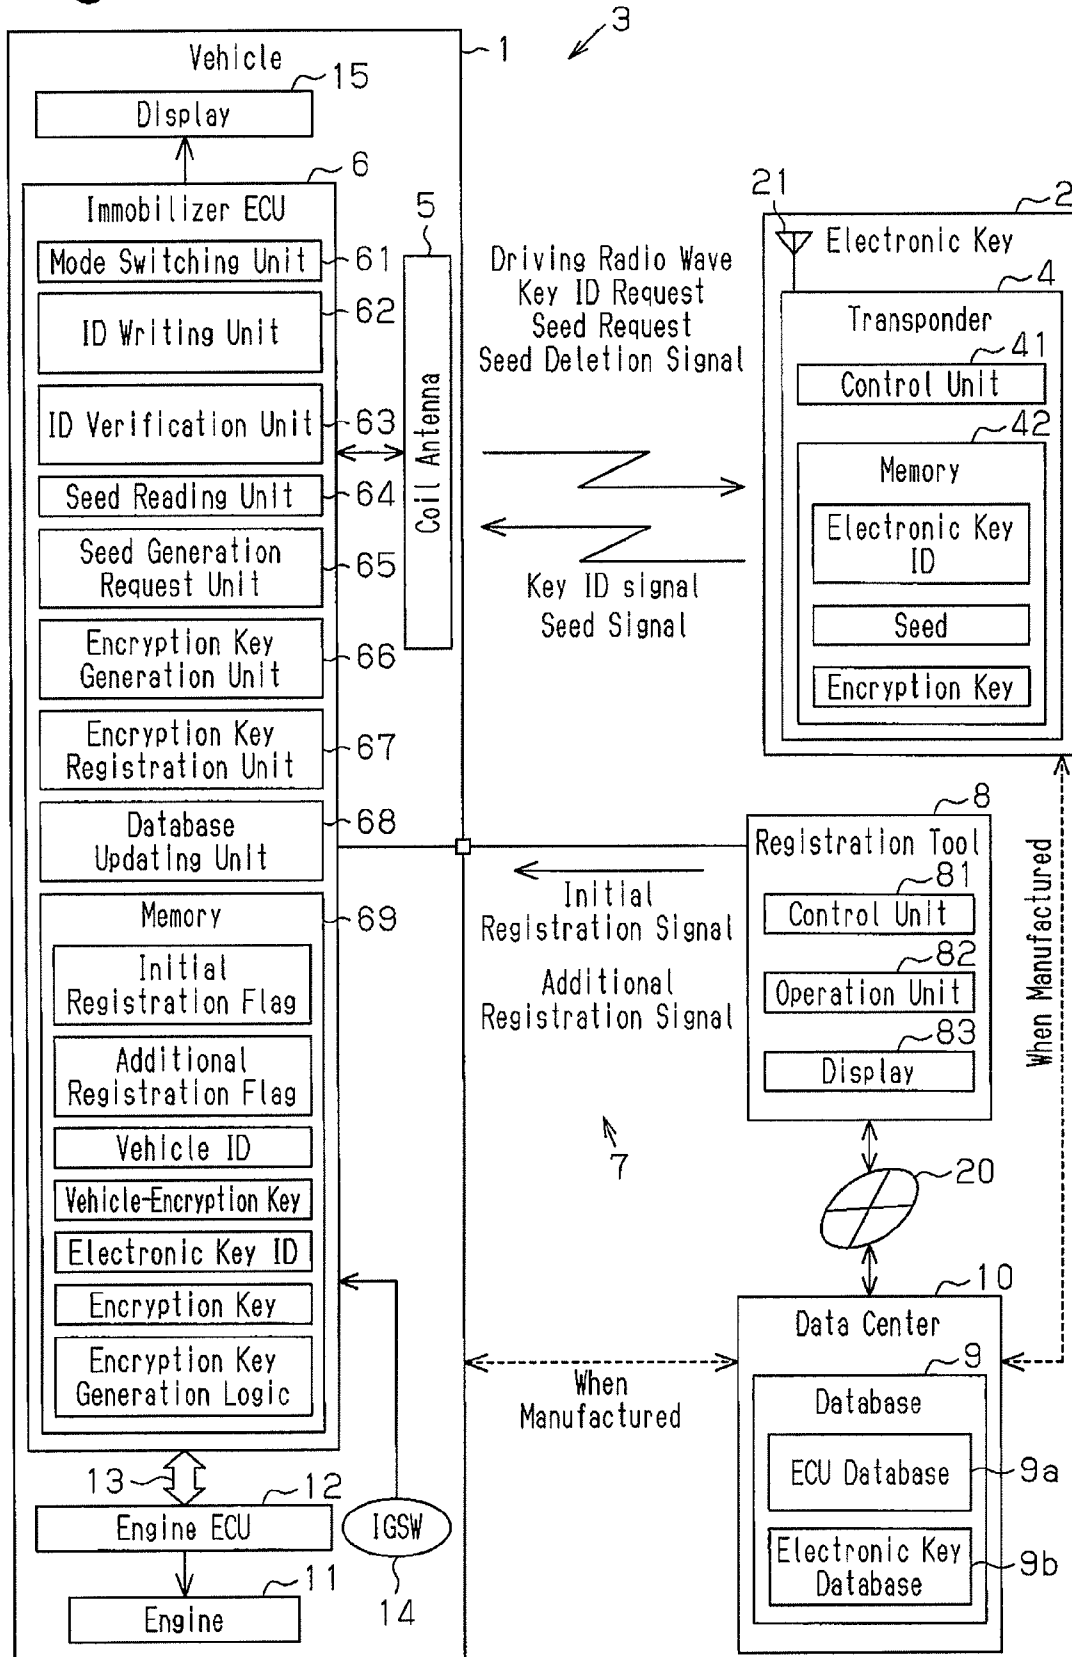 3
Vehicle
1
15
Display
6
Immobilizer ECU
Mode Switching Unit
61
ID Writing Unit
62
ID Verification Unit
63
Seed Reading Unit
64
Seed Generation
Request Unit
65
Encryption Key
Generation Unit
66
Encryption Key
Registration Unit
67
Database
Updating Unit
68
Memory
69
Initial
Registration Flag
Additional
Registration Flag
Vehicle ID
Vehicle-Encryption Key
Electronic Key ID
Encryption Key
Encryption Key
Generation Logic
13
12
Engine ECU
11
Engine
IGSW
14
5
Coil Antenna
Driving Radio Wave
Key ID Request
Seed Request
Seed Deletion Signal
Key ID signal
Seed Signal
21
2
Electronic Key
4
Transponder
41
Control Unit
42
Memory
Electronic Key
ID
Seed
Encryption Key
When Manufactured
8
Registration Tool
81
Control Unit
82
Operation Unit
83
Display
Initial
Registration Signal
Additional
Registration Signal
7
20
10
Data Center
9
Database
ECU Database
9a
Electronic Key
Database
9b
When
Manufactured